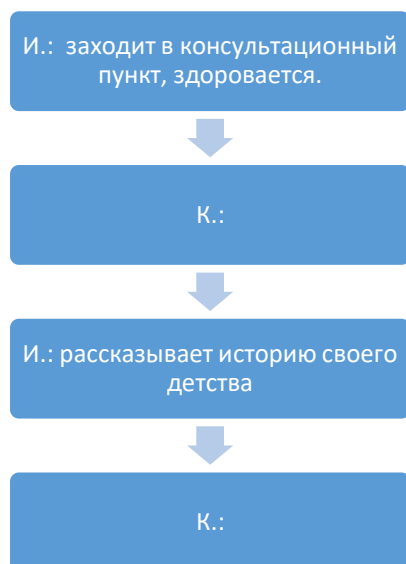 И.: заходит в консультационный
пункт, здоровается.
К.:
И.: рассказывает историю своего
детства
К.: